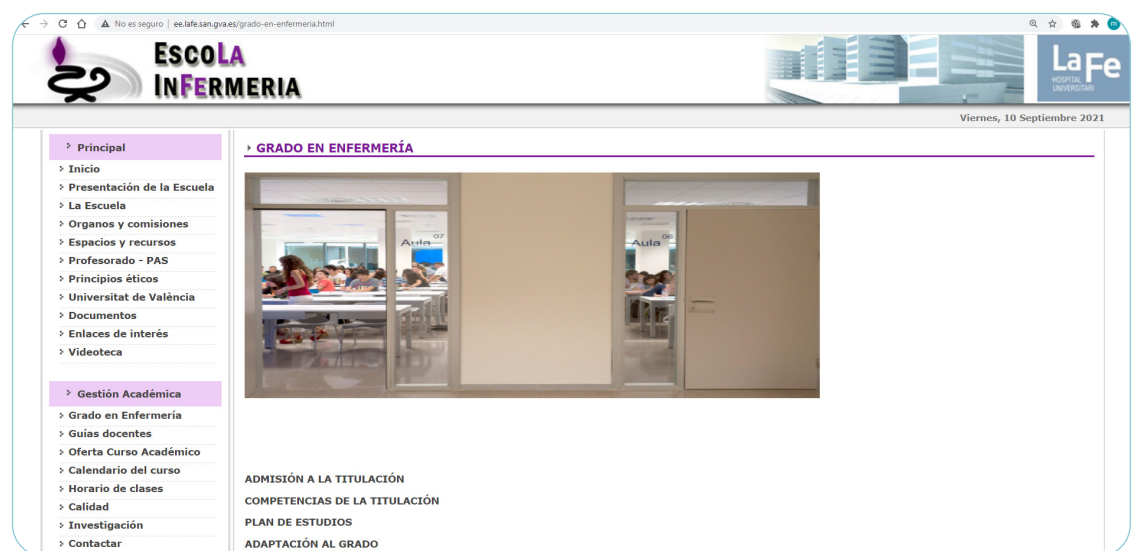 No es seguro | ee.lafe.san.gva.es/grado-en-enfermeria.html
m
ESCOLA
INFERMERIA
LaFe
HOSPITAL
UNIVERSITARI
Viernes, 10 Septiembre 2021
Principal
Inicio
Presentación de la Escuela
La Escuela
Organos y comisiones
Espacios y recursos
Profesorado - PAS
Principios éticos
Universitat de València
Documentos
Enlaces de interés
Videoteca
Gestión Académica
Grado en Enfermería
Guías docentes
Oferta Curso Académico
Calendario del curso
Horario de clases
Calidad
Investigación
Contactar
GRADO EN ENFERMERÍA
Aula 07
Aula 06
ADMISIÓN A LA TITULACIÓN
COMPETENCIAS DE LA TITULACIÓN
PLAN DE ESTUDIOS
ADAPTACIÓN AL GRADO